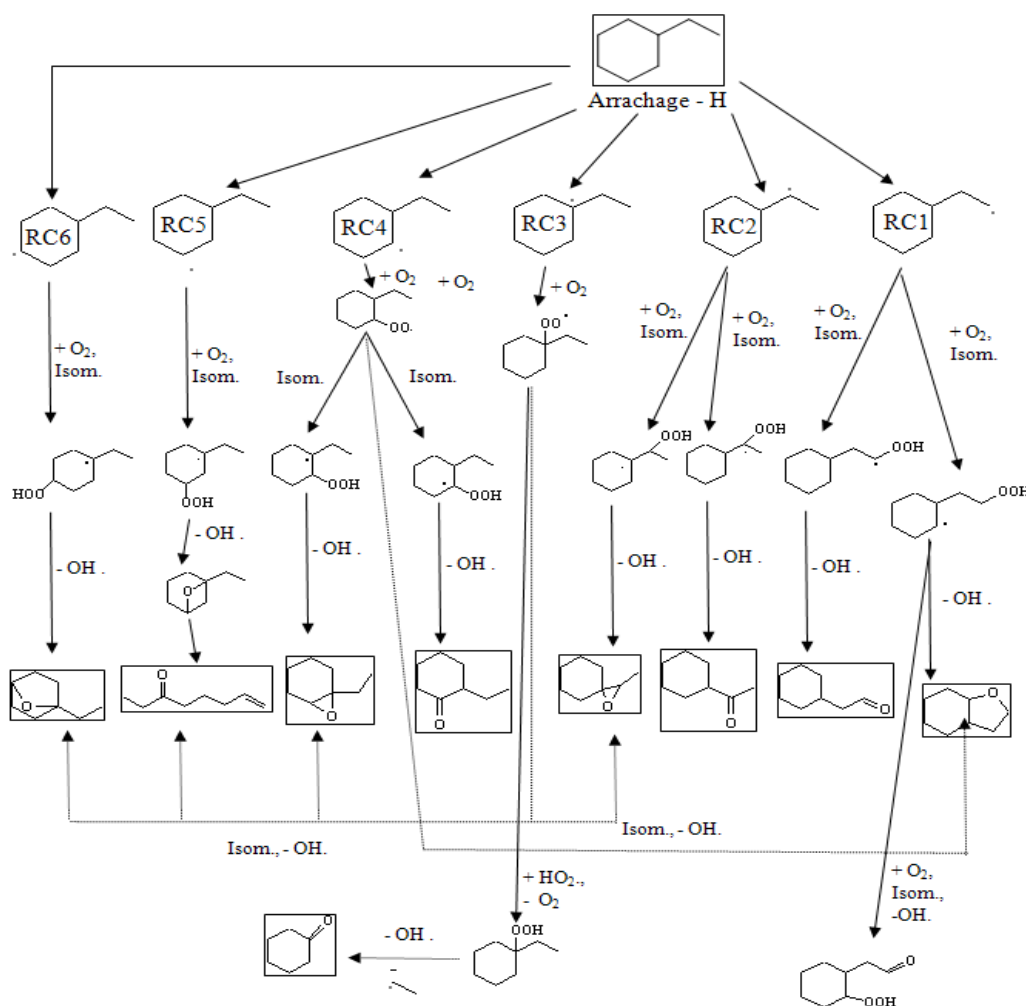 Arrachage - H
RC6
RC5
RC4
RC3
RC2
RC1
+ O₂
+ O₂
+ O₂
OO.
OO
+ O₂,
Isom.
+ O₂,
Isom.
+ O₂,
Isom.
+ O₂,
Isom.
+ O₂,
Isom.
+ O₂,
Isom.
Isom.
Isom.
HOO
OOH
OOH
OOH
OOH
OOH
OOH
OOH
- OH .
- OH .
- OH .
- OH .
- OH .
- OH .
- OH .
- OH .
O
O
O
O
O
O
O
O
O
Isom., - OH.
Isom., - OH.
+ HO₂.,
- O₂
+ O₂,
Isom.,
-OH.
O
- OH .
OOH
O
OOH